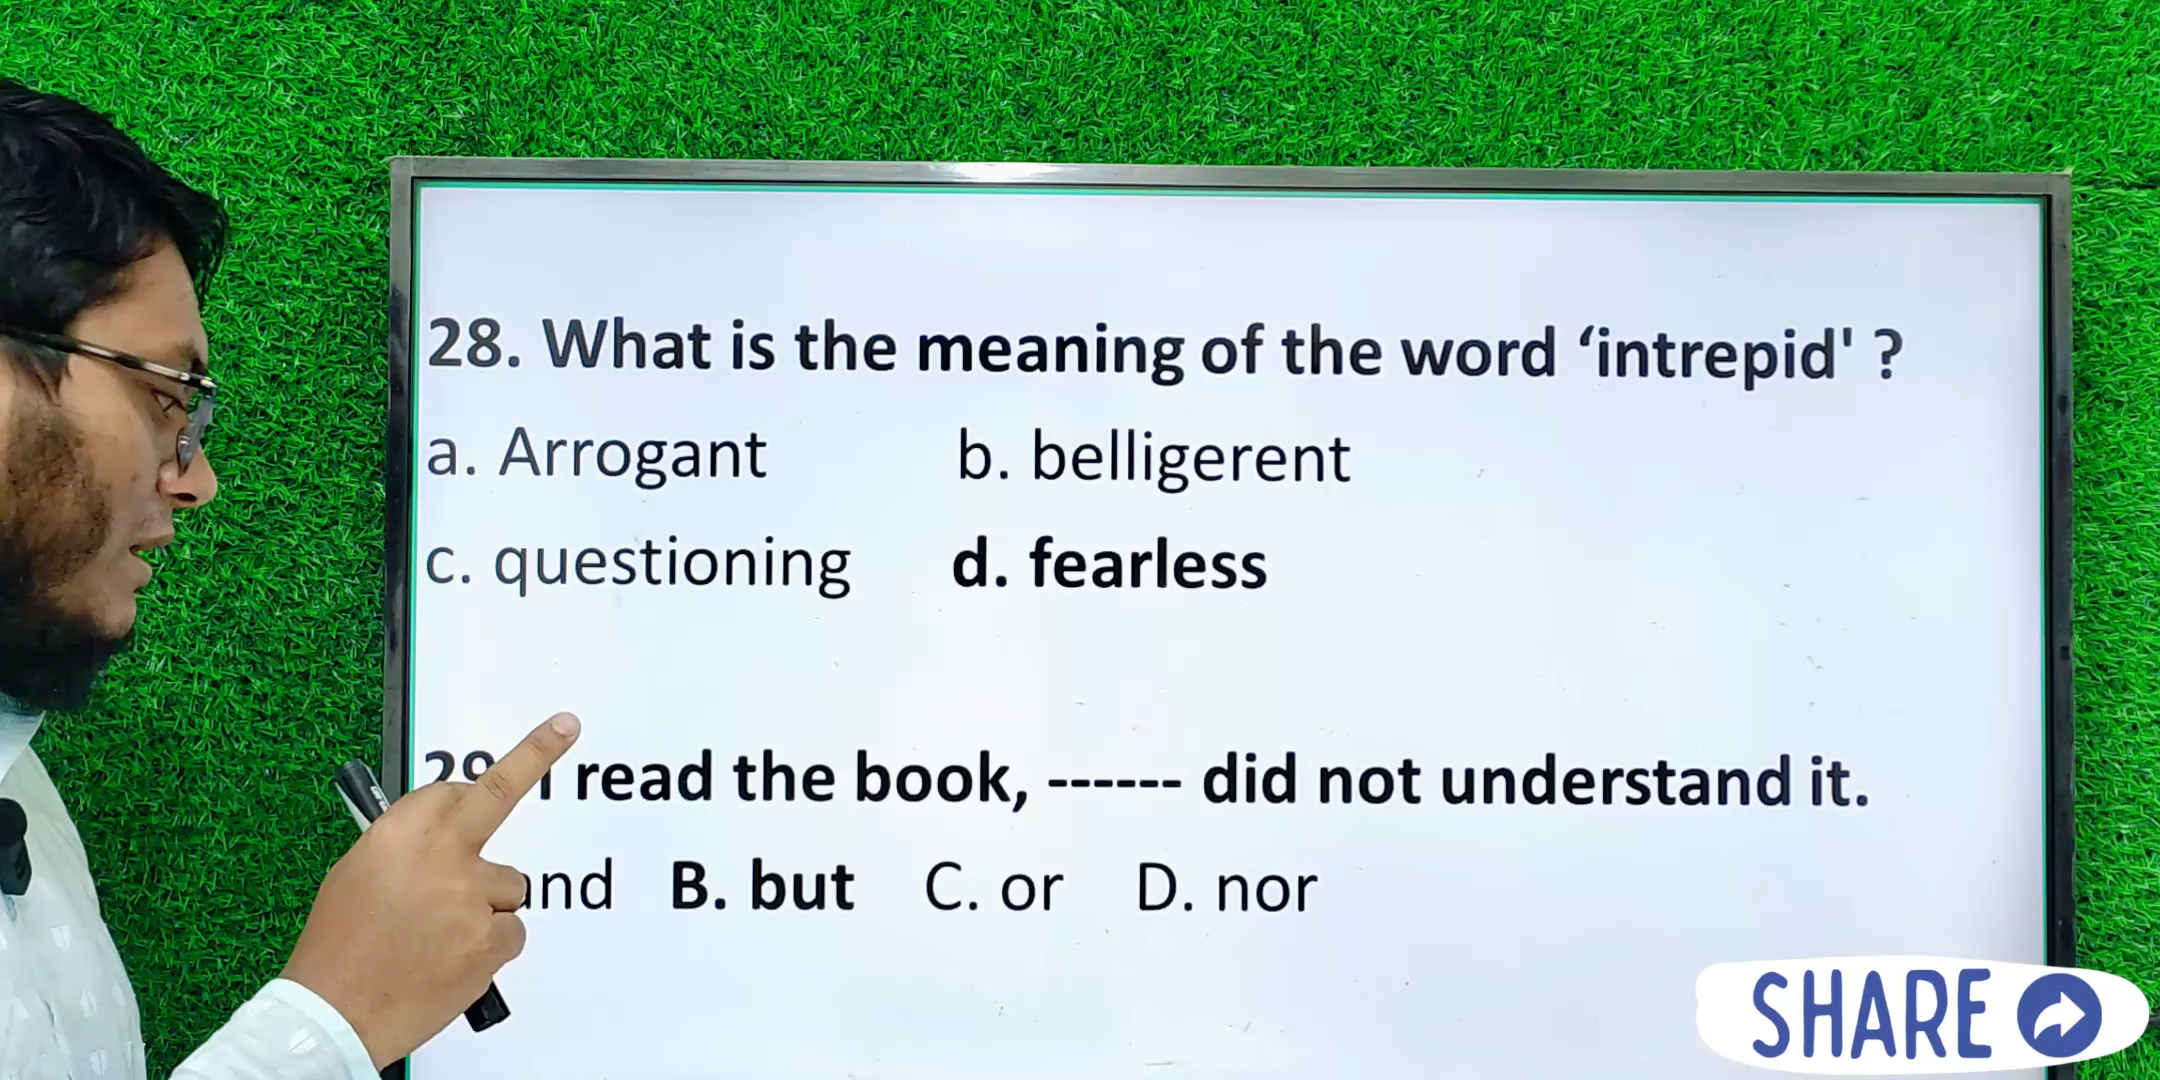 28. What is the meaning of the word ‘intrepid' ?
a. Arrogant b. belligerent
c. questioning d. fearless
29. I read the book, ------ did not understand it.
and B. but C. or D. nor
SHARE